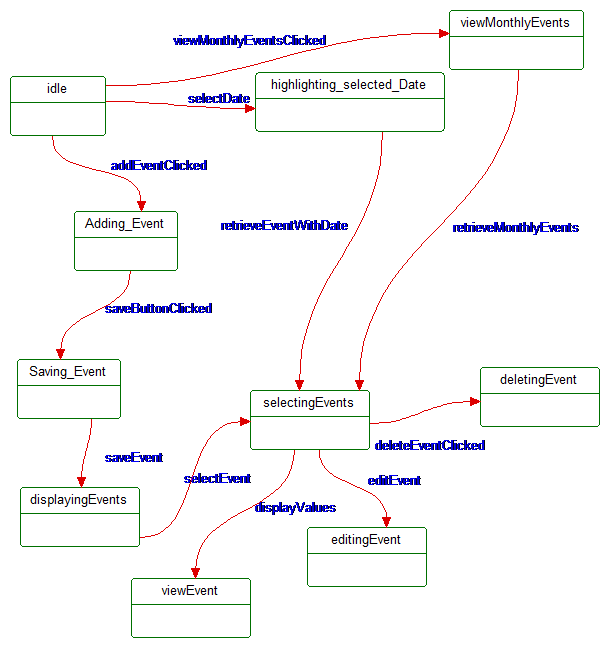 viewMonthlyEvents
viewMonthlyEventsClicked
idle
highlighting_selected_Date
selectDate
addEventClicked
Adding_Event
retrieveEventWithDate
retrieveMonthlyEvents
saveButtonClicked
Saving_Event
deletingEvent
selectingEvents
deleteEventClicked
saveEvent
selectEvent
editEvent
displayingEvents
displayValues
editingEvent
viewEvent